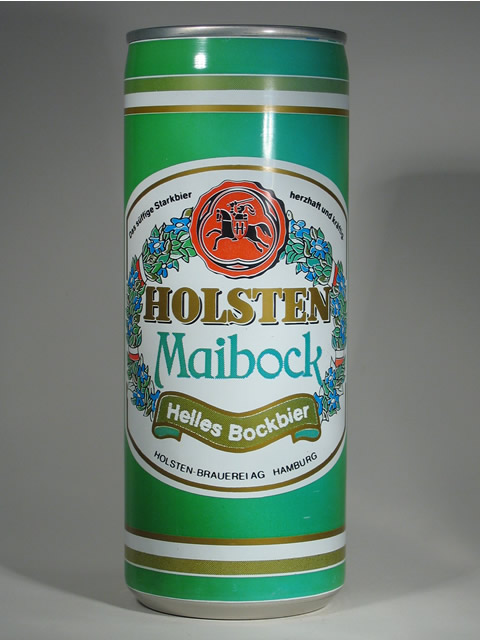 Das süffige Starkbier herzhaft und kräftig
H
HOLSTEN
Maibock
Helles Bockbier
HOLSTEN-BRAUEREI AG HAMBURG